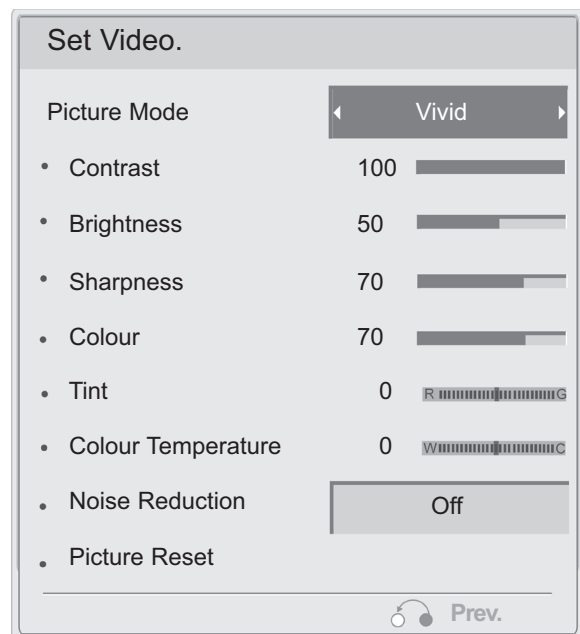 Set Video.
Picture Mode Vivid
• Contrast 100
• Brightness 50
• Sharpness 70
• Colour 70
• Tint 0 R G
• Colour Temperature 0 W C
• Noise Reduction Off
• Picture Reset
Prev.